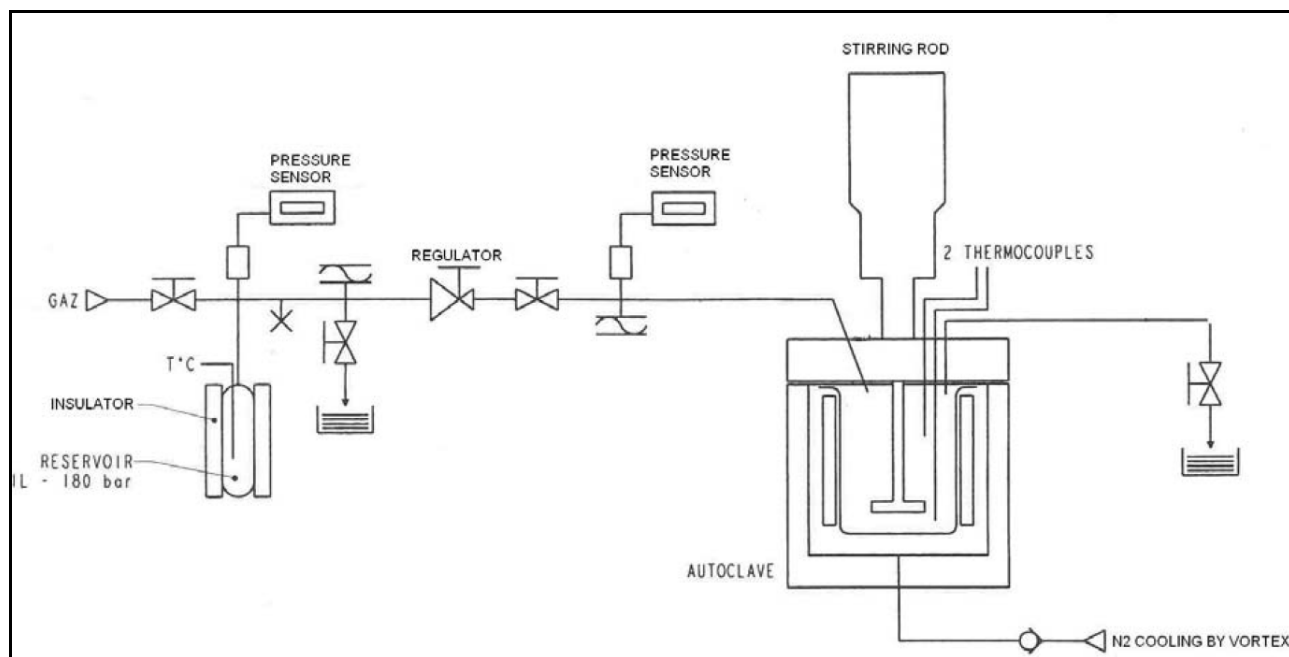 STIRRING ROD
PRESSURE
SENSOR
PRESSURE
SENSOR
REGULATOR
2 THERMOCOUPLES
GAZ
T°C
INSULATOR
RESERVOIR
1L - 180 bar
AUTOCLAVE
N2 COOLING BY VORTEX